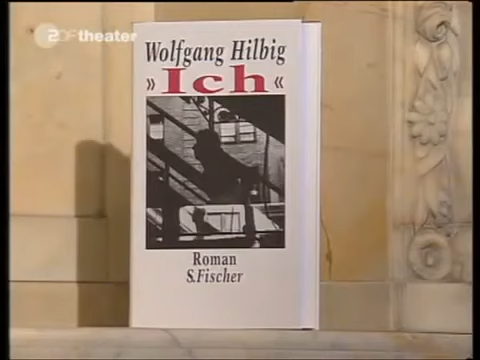 ZDFtheater
Wolfgang Hilbig
»Ich«
Roman
S.Fischer